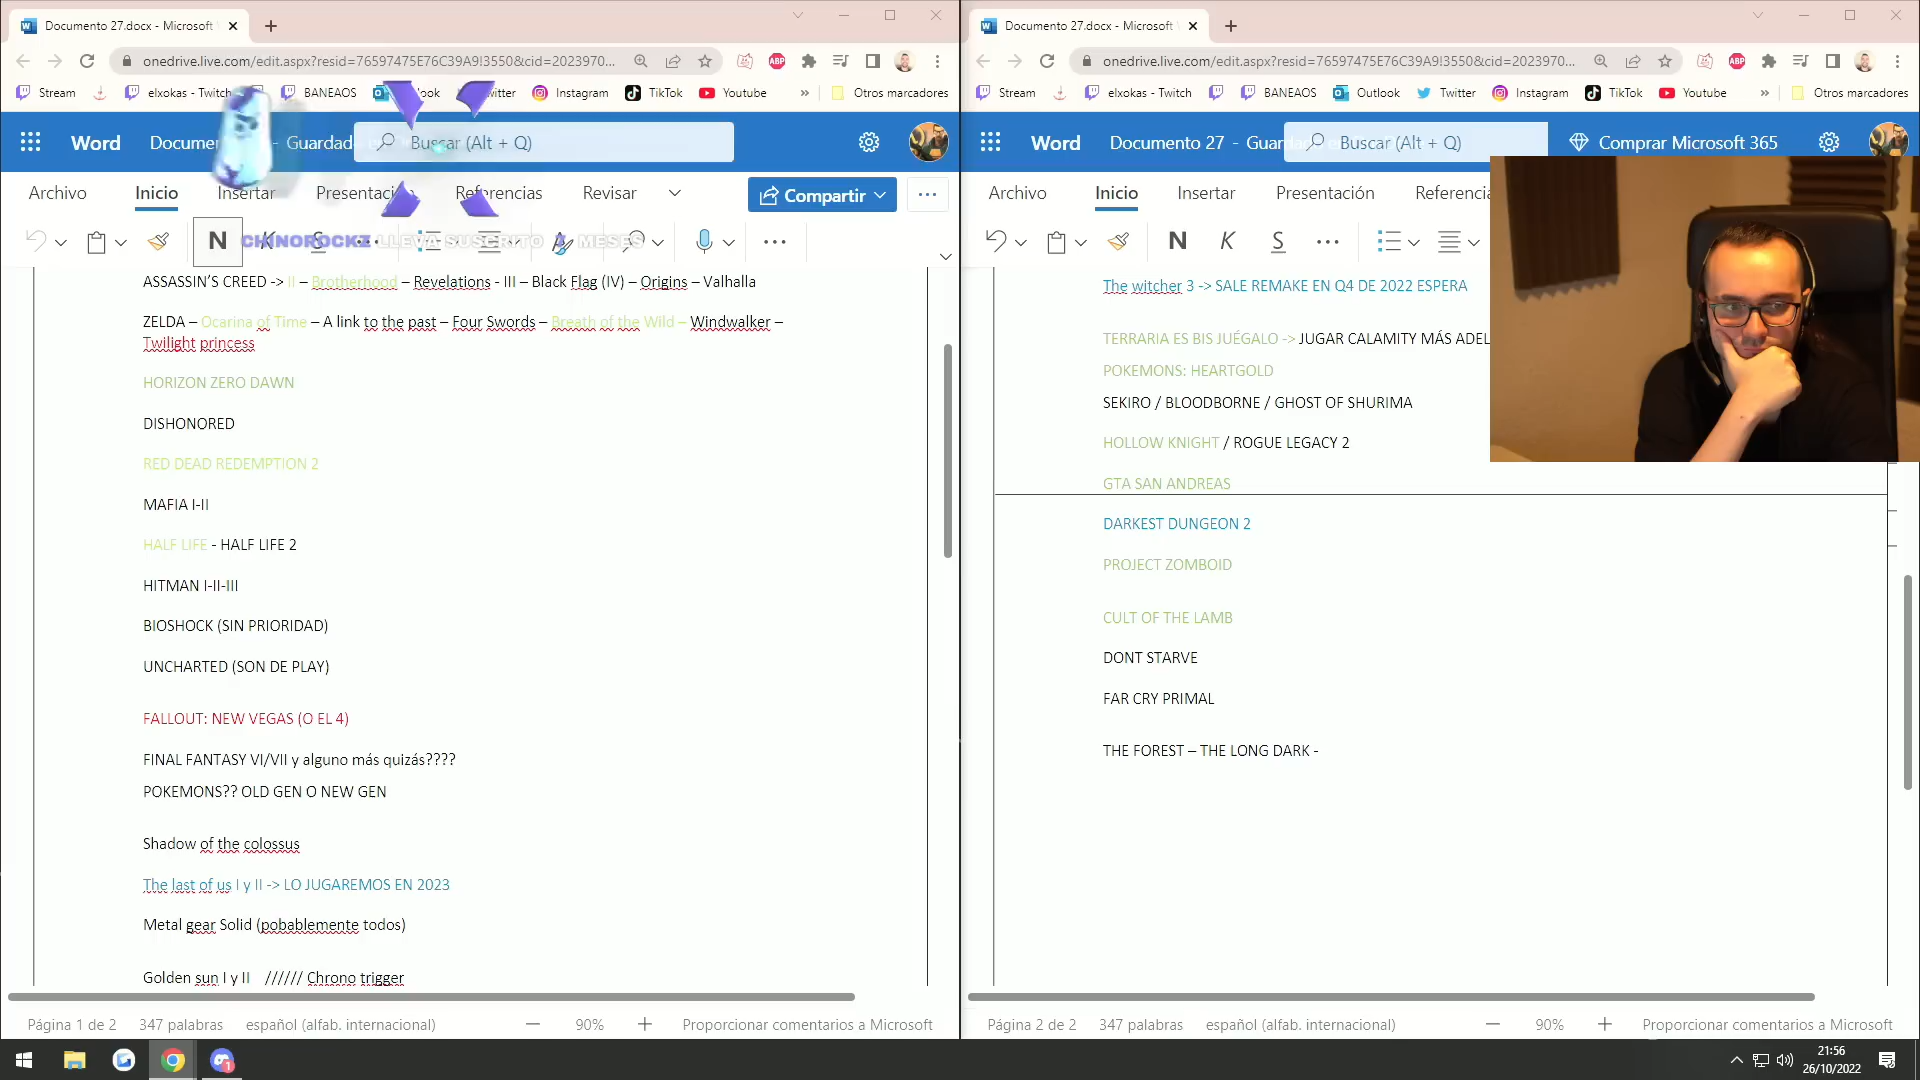 Documento 27.docx - Microsoft
onedrive.live.com/edit.aspx?resid=76597475E76C39A9!3550&cid=2023970...
Stream
elxokas - Twitch
BANEAOS
Instagram
TikTok
Youtube
»
Otros marcadores
Word
Guardad
Buscar (Alt + Q)
Archivo
Inicio
Insertar
Presentación
Referencias
Revisar
Compartir
N
CHINOROCKZ LLEVA SUSCRITO MESES
ASSASSIN'S CREED -> II – Brotherhood – Revelations - III – Black Flag (IV) – Origins – Valhalla
ZELDA – Ocarina of Time – A link to the past – Four Swords – Breath of the Wild – Windwalker –
Twilight princess
HORIZON ZERO DAWN
DISHONORED
RED DEAD REDEMPTION 2
MAFIA I-II
HALF LIFE - HALF LIFE 2
HITMAN I-II-III
BIOSHOCK (SIN PRIORIDAD)
UNCHARTED (SON DE PLAY)
FALLOUT: NEW VEGAS (O EL 4)
FINAL FANTASY VI/VII y alguno más quizás????
POKEMONS?? OLD GEN O NEW GEN
Shadow of the colossus
The last of us I y II -> LO JUGAREMOS EN 2023
Metal gear Solid (pobablemente todos)
Golden sun I y II ////// Chrono trigger
Página 1 de 2
347 palabras
español (alfab. internacional)
90%
Proporcionar comentarios a Microsoft
Documento 27.docx - Microsoft
onedrive.live.com/edit.aspx?resid=76597475E76C39A9!3550&cid=2023970...
Stream
elxokas - Twitch
BANEAOS
Outlook
Twitter
Instagram
TikTok
Youtube
»
Otros marcadores
Word
Documento 27 - Gua
Buscar (Alt + Q)
Comprar Microsoft 365
Archivo
Inicio
Insertar
Presentación
Referencia
N
K
S
The witcher 3 -> SALE REMAKE EN Q4 DE 2022 ESPERA
TERRARIA ES BIS JUÉGALO -> JUGAR CALAMITY MÁS ADEL
POKEMONS: HEARTGOLD
SEKIRO / BLOODBORNE / GHOST OF SHURIMA
HOLLOW KNIGHT / ROGUE LEGACY 2
GTA SAN ANDREAS
DARKEST DUNGEON 2
PROJECT ZOMBOID
CULT OF THE LAMB
DONT STARVE
FAR CRY PRIMAL
THE FOREST – THE LONG DARK -
Página 2 de 2
347 palabras
español (alfab. internacional)
90%
Proporcionar comentarios a Microsoft
21:56
26/10/2022